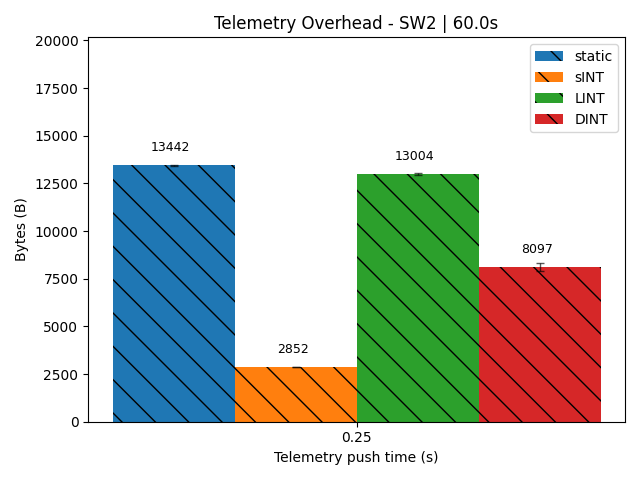 Telemetry Overhead - SW2 | 60.0s
20000
17500
15000
12500
10000
7500
5000
2500
0
Bytes (B)
13442
2852
13004
8097
static
sINT
LINT
DINT
0.25
Telemetry push time (s)